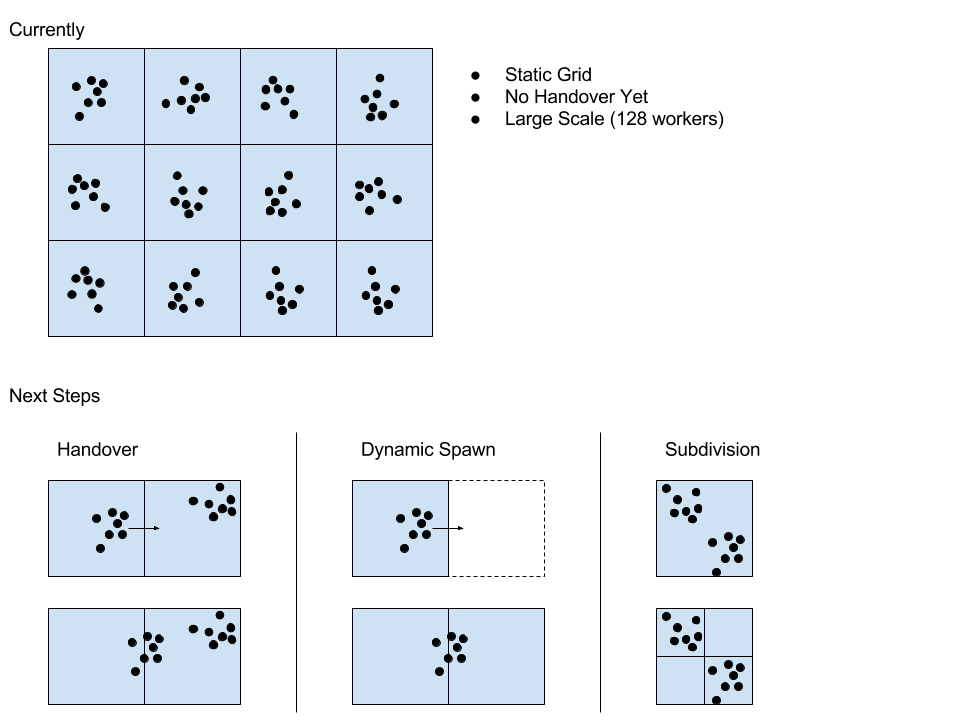 Currently
● Static Grid
● No Handover Yet
● Large Scale (128 workers)
Next Steps
Handover
Dynamic Spawn
Subdivision